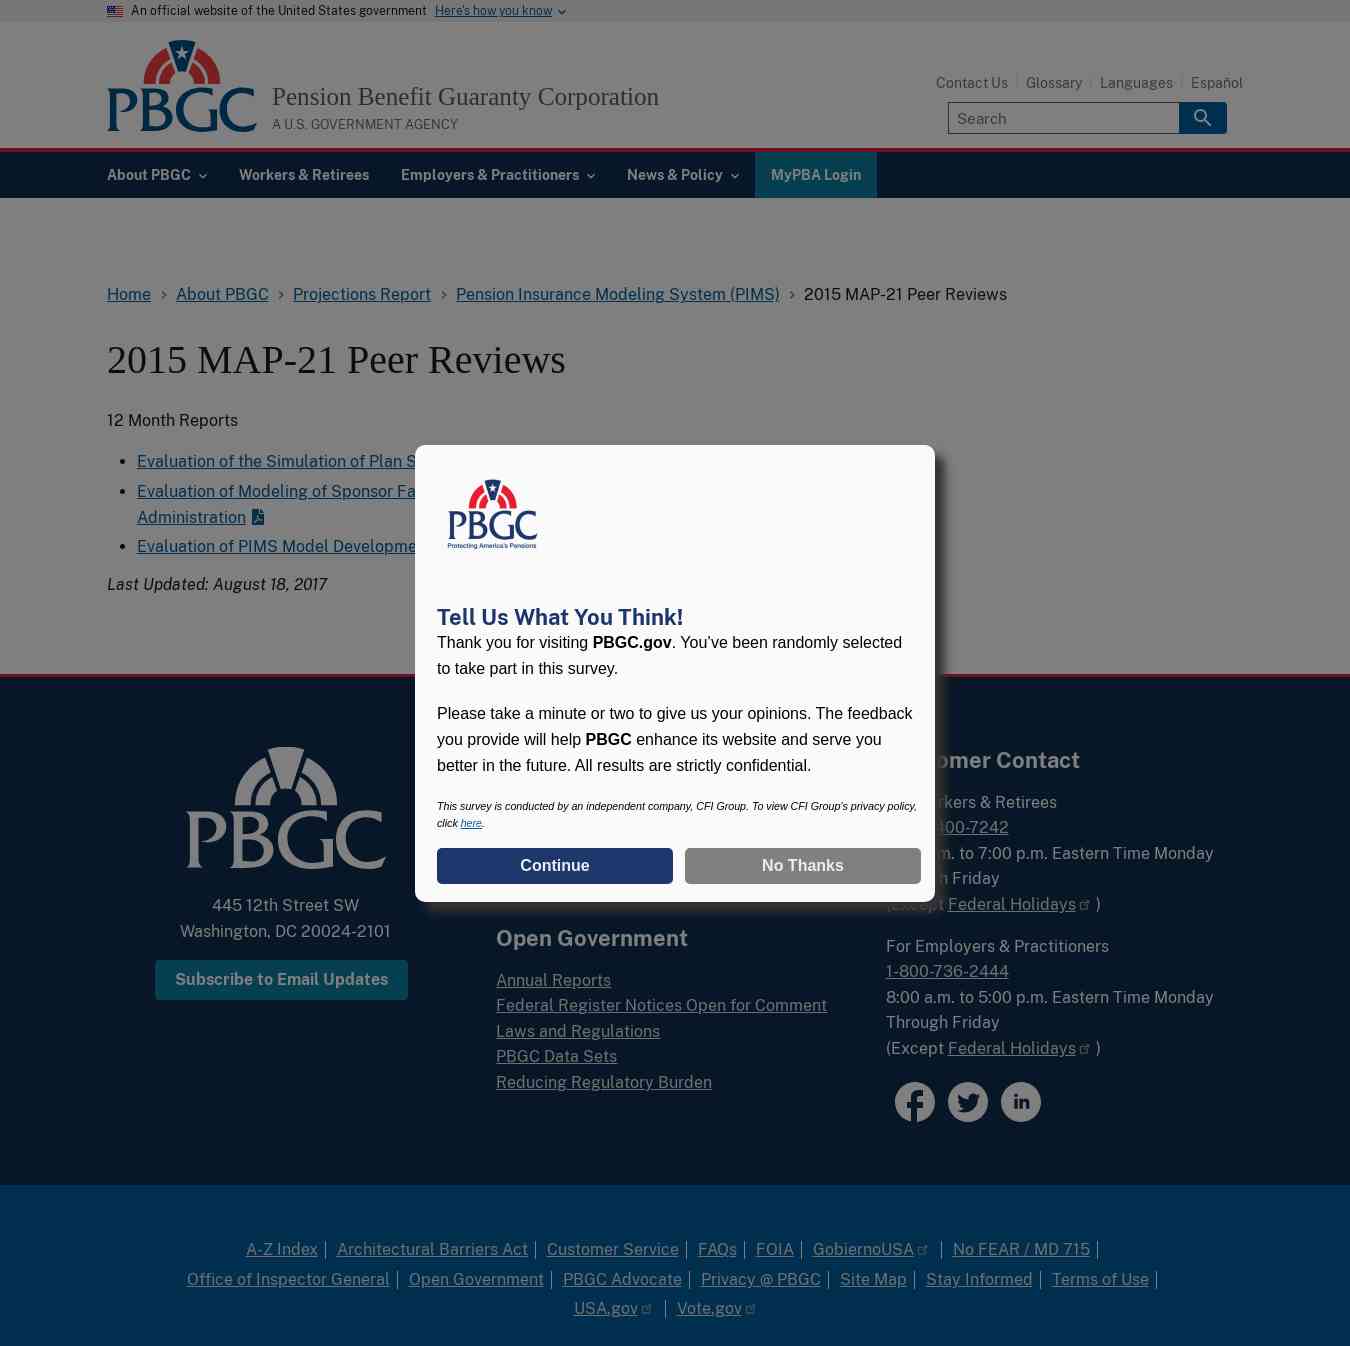 An official website of the United States government Here's how you know
PBGC
Pension Benefit Guaranty Corporation
A U.S. GOVERNMENT AGENCY
Contact Us Glossary Languages Español
Search
About PBGC Workers & Retirees Employers & Practitioners News & Policy MyPBA Login
Home About PBGC Projections Report Pension Insurance Modeling System (PIMS) 2015 MAP-21 Peer Reviews
2015 MAP-21 Peer Reviews
12 Month Reports
Evaluation of the Simulation of Plan
Evaluation of Modeling of Sponsor
Administration
Evaluation of PIMS Model
Last Updated: August 18, 2017
PBGC
Protecting America's Pensions
Tell Us What You Think!
Thank you for visiting PBGC.gov. You've been randomly selected
to take part in this survey.
Please take a minute or two to give us your opinions. The feedback
you provide will help PBGC enhance its website and serve you
better in the future. All results are strictly confidential.
This survey is conducted by an independent company, CFI Group. To view CFI Group's privacy policy,
click here.
Continue No Thanks
PBGC
445 12th Street SW
Washington, DC 20024-2101
Subscribe to Email Updates
Open Government
Annual Reports
Federal Register Notices Open for Comment
Laws and Regulations
PBGC Data Sets
Reducing Regulatory Burden
Contact
& Retirees
400-7242
to 7:00 p.m. Eastern Time Monday
Friday
(Except Federal Holidays )
For Employers & Practitioners
1-800-736-2444
8:00 a.m. to 5:00 p.m. Eastern Time Monday
Through Friday
(Except Federal Holidays )
in
A-Z Index Architectural Barriers Act Customer Service FAQs FOIA GobiernoUSA No FEAR / MD 715
Office of Inspector General Open Government PBGC Advocate Privacy @ PBGC Site Map Stay Informed Terms of Use
USA.gov Vote.gov